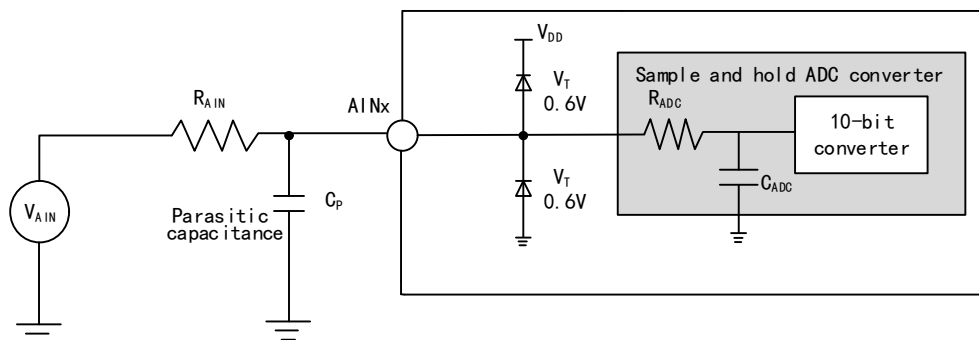 VDD
VT
0.6V
Sample and hold ADC converter
RAIN
AINx
RADC
10-bit
converter
VT
0.6V
CADC
VAIN
Parasitic
capacitance
CP